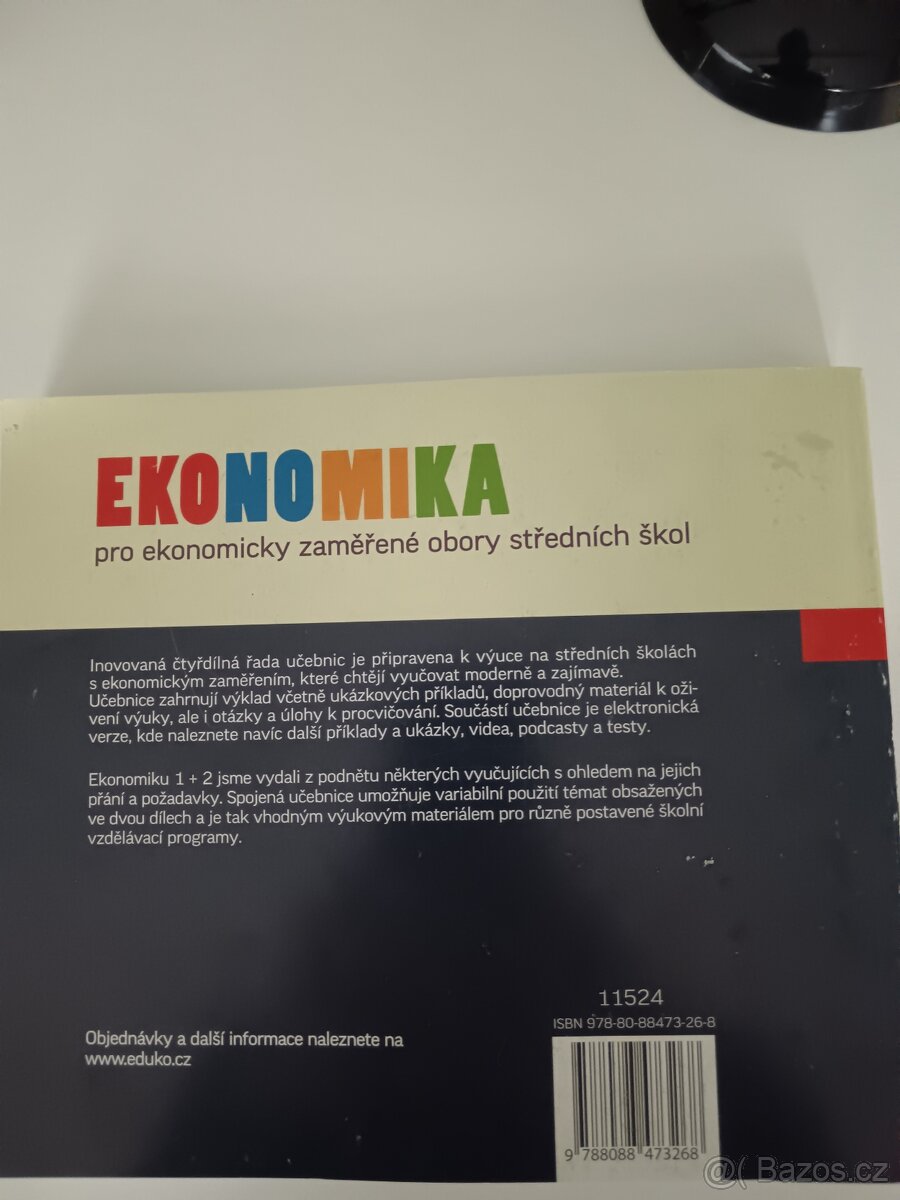 EKONOMIKA
pro ekonomicky zaměřené obory středních škol
Inovovaná čtyřdílná řada učebnic je připravena k výuce na středních školách
s ekonomickým zaměřením, které chtějí vyučovat moderně a zajímavě.
Učebnice zahrnují výklad včetně ukázkových příkladů, doprovodný materiál k oži-
vení výuky, ale i otázky a úlohy k procvičování. Součástí učebnice je elektronická
verze, kde naleznete navíc další příklady a ukázky, videa, podcasty a testy.
Ekonomiku 1 + 2 jsme vydali z podnětu některých vyučujících s ohledem na jejich
přání a požadavky. Spojená učebnice umožňuje variabilní použití témat obsažených
ve dvou dílech a je tak vhodným výukovým materiálem pro různě postavené školní
vzdělávací programy.
11524
ISBN 978-80-88473-26-8
Objednávky a další informace naleznete na
www.eduko.cz
9 788088 473268
@( Bazos.cz